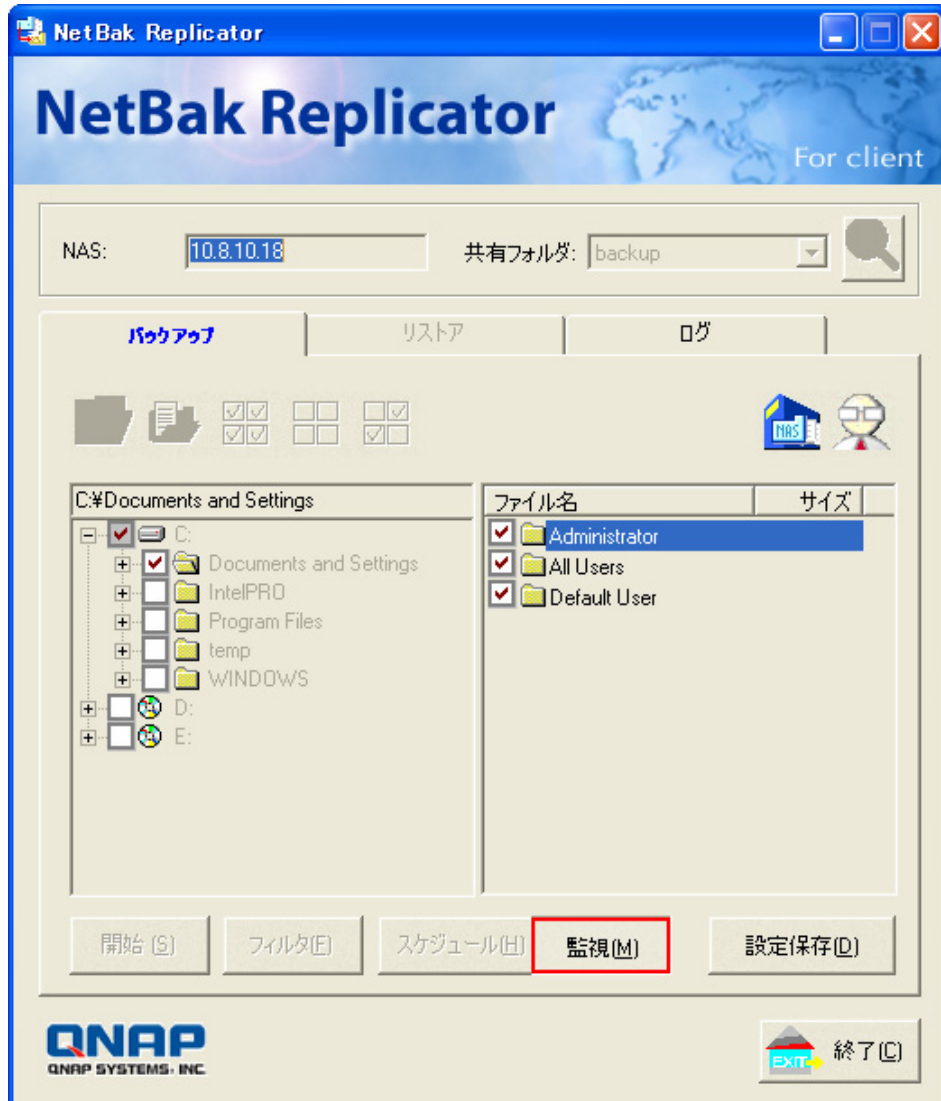 NetBak Replicator
NetBak Replicator
For client
NAS: 10.8.10.18 共有フォルダ: backup
バックアップ リストア ログ
NAS
C:¥Documents and Settings
C:
Documents and Settings
IntelPRO
Program Files
temp
WINDOWS
D:
E:
ファイル名 サイズ
Administrator
All Users
Default User
開始 (S) フィルタ(F) スケジュール(H) 監視(M) 設定保存(D)
QNAP
QNAP SYSTEMS, INC.
EXIT 終了(C)